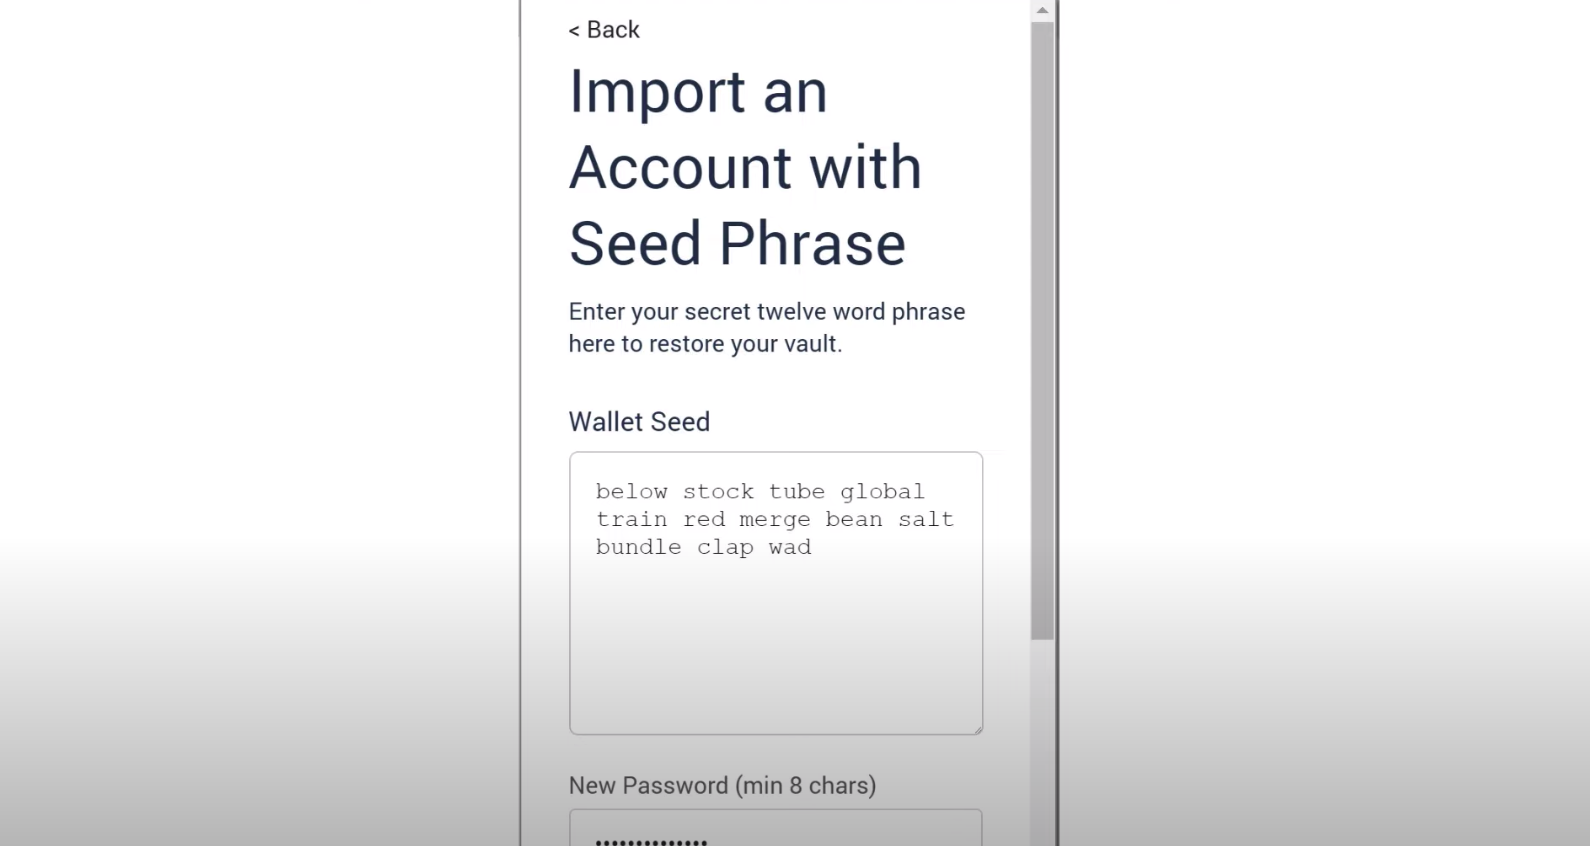 < Back
Import an
Account with
Seed Phrase
Enter your secret twelve word phrase
here to restore your vault.
Wallet Seed
below stock tube global
train red merge bean salt
bundle clap wad
New Password (min 8 chars)